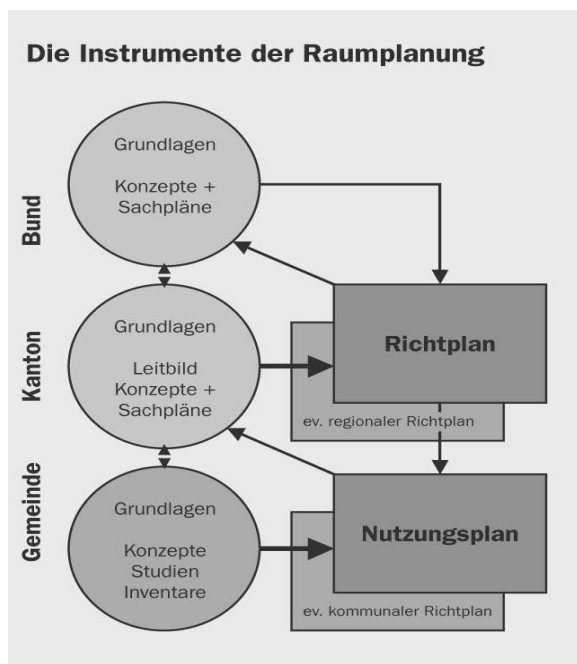 Die Instrumente der Raumplanung
Bund
Grundlagen
Konzepte +
Sachpläne
Kanton
Grundlagen
Leitbild
Konzepte +
Sachpläne
Richtplan
ev. regionaler Richtplan
Gemeinde
Grundlagen
Konzepte
Studien
Inventare
Nutzungsplan
ev. kommunaler Richtplan